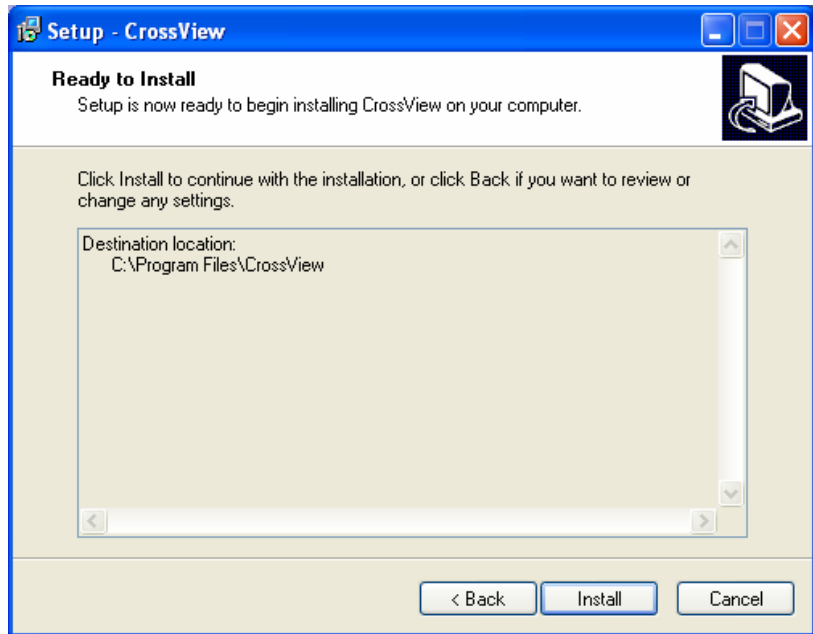 Setup - CrossView
Ready to Install
Setup is now ready to begin installing CrossView on your computer.
Click Install to continue with the installation, or click Back if you want to review or
change any settings.
Destination location:
C:\Program Files\CrossView
< Back
Install
Cancel